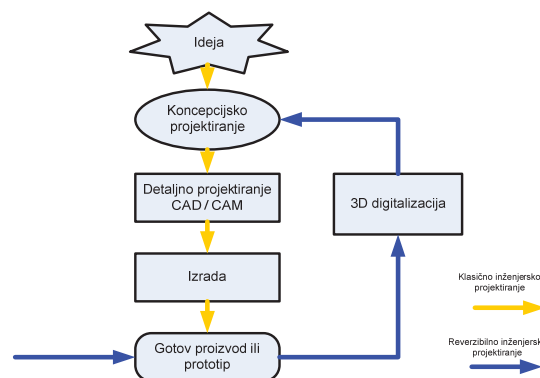 Ideja
Koncepcijsko
projektiranje
Detaljno projektiranje
CAD / CAM
3D digitalizacija
Izrada
Gotov proizvod ili
prototip
Klasično inženjersko
projektiranje
Reverzibilno inženjersk
projektiranje